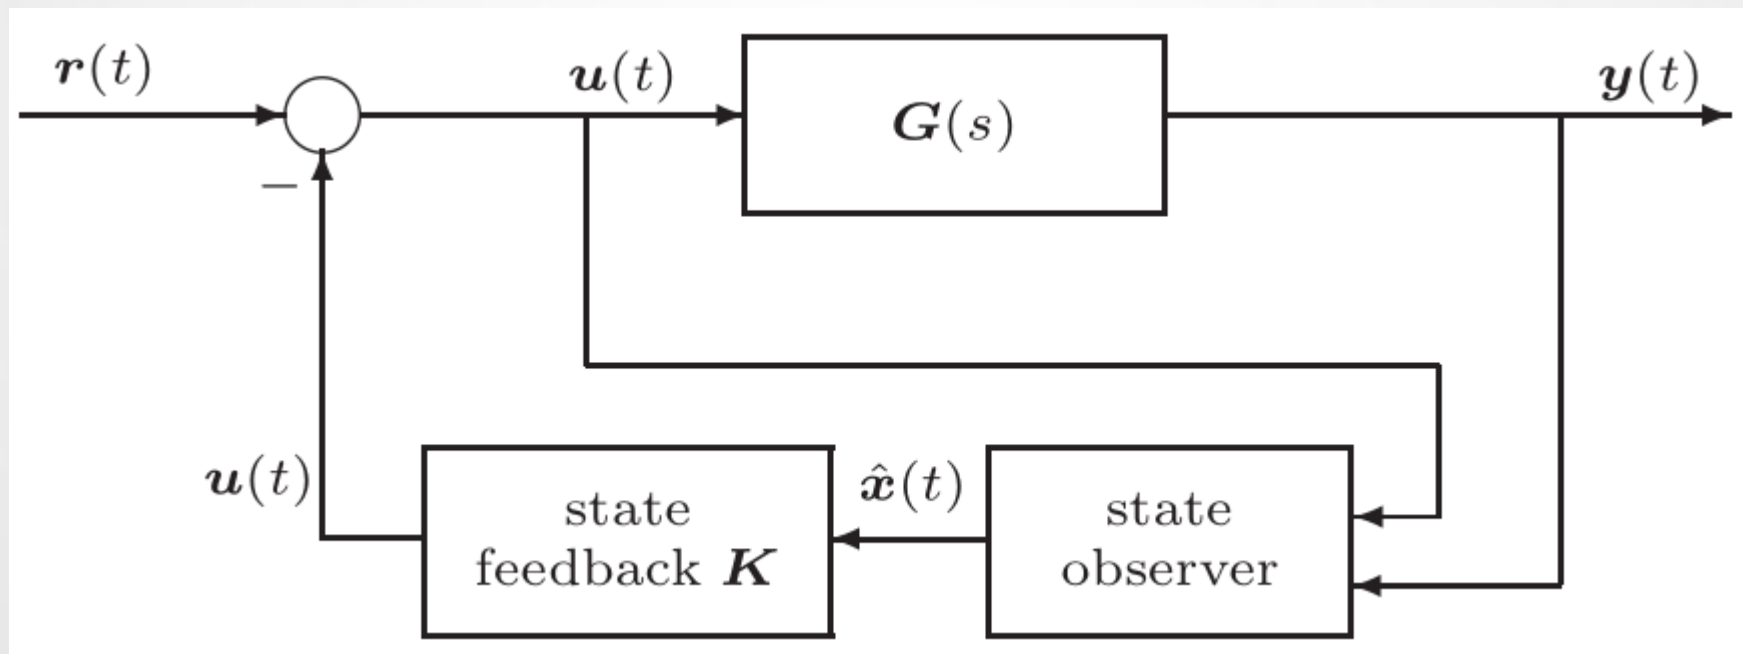 r(t)
u(t)
G(s)
y(t)
−
u(t)
state
feedback K
x̂(t)
state
observer